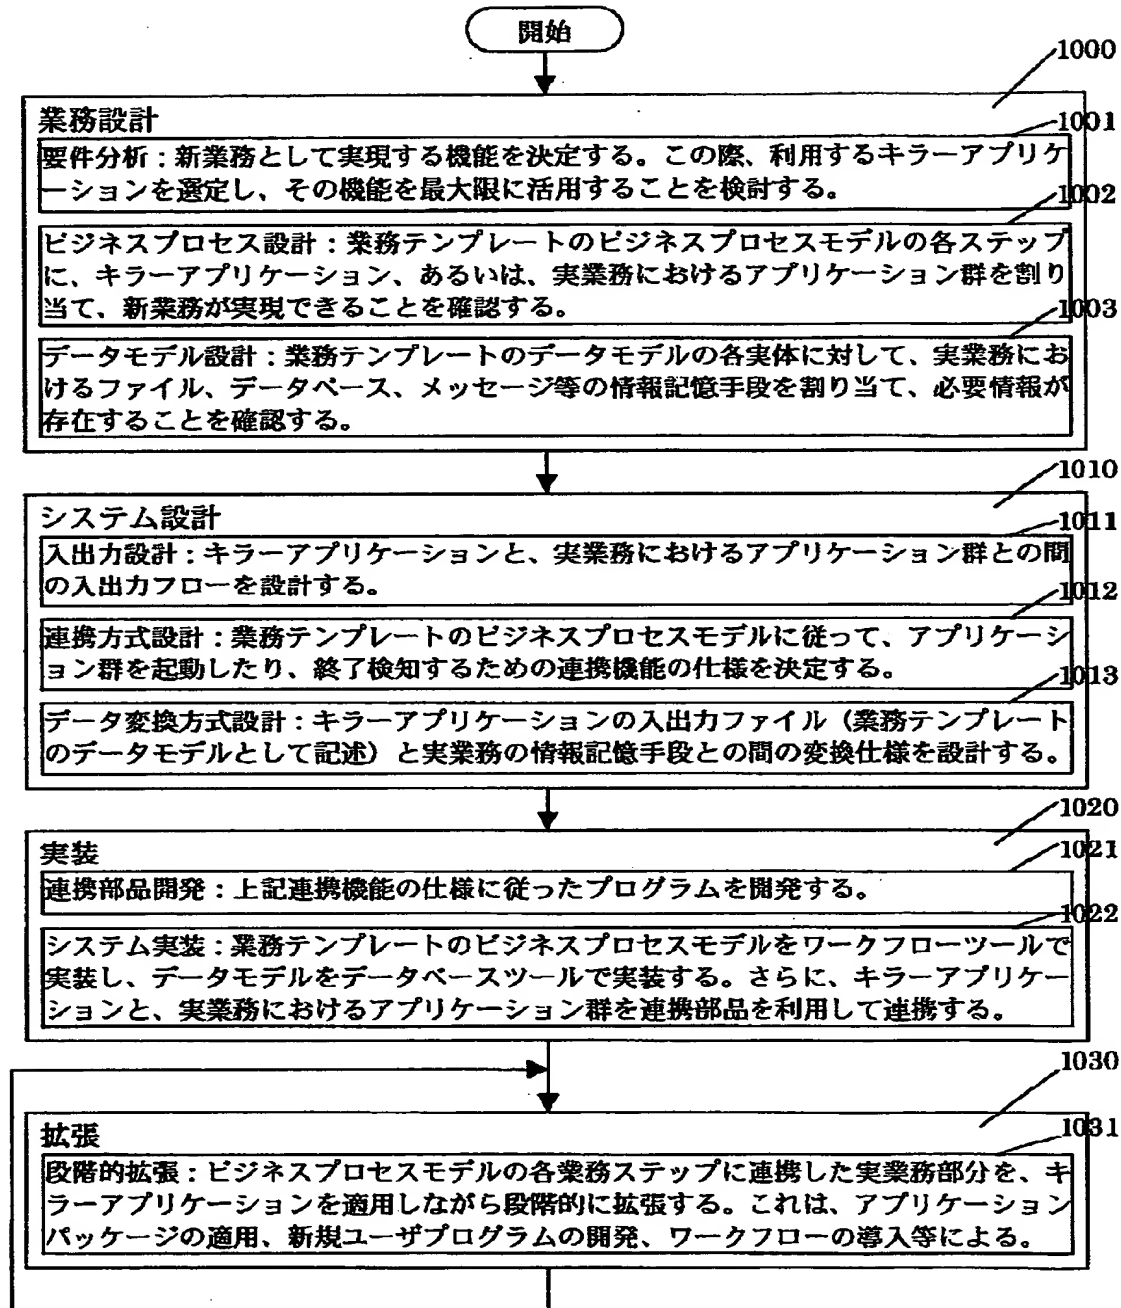 開始
1000
業務設計
1001
要件分析：新業務として実現する機能を決定する。この際、利用するキラーアプリケ
ーションを選定し、その機能を最大限に活用することを検討する。
1002
ビジネスプロセス設計：業務テンプレートのビジネスプロセスモデルの各ステップ
に、キラーアプリケーション、あるいは、実業務におけるアプリケーション群を割り
当て、新業務が実現できることを確認する。
1003
データモデル設計：業務テンプレートのデータモデルの各実体に対して、実業務にお
けるファイル、データベース、メッセージ等の情報記憶手段を割り当て、必要情報が
存在することを確認する。
1010
システム設計
1011
入出力設計：キラーアプリケーションと、実業務におけるアプリケーション群との間
の入出力フローを設計する。
1012
連携方式設計：業務テンプレートのビジネスプロセスモデルに従って、アプリケーシ
ョン群を起動したり、終了検知するための連携機能の仕様を決定する。
1013
データ変換方式設計：キラーアプリケーションの入出力ファイル（業務テンプレート
のデータモデルとして記述）と実業務の情報記憶手段との間の変換仕様を設計する。
1020
実装
1021
連携部品開発：上記連携機能の仕様に従ったプログラムを開発する。
1022
システム実装：業務テンプレートのビジネスプロセスモデルをワークフローツールで
実装し、データモデルをデータベースツールで実装する。さらに、キラーアプリケー
ションと、実業務におけるアプリケーション群を連携部品を利用して連携する。
1030
拡張
1031
段階的拡張：ビジネスプロセスモデルの各業務ステップに連携した実業務部分を、キ
ラーアプリケーションを適用しながら段階的に拡張する。これは、アプリケーション
パッケージの適用、新規ユーザプログラムの開発、ワークフローの導入等による。